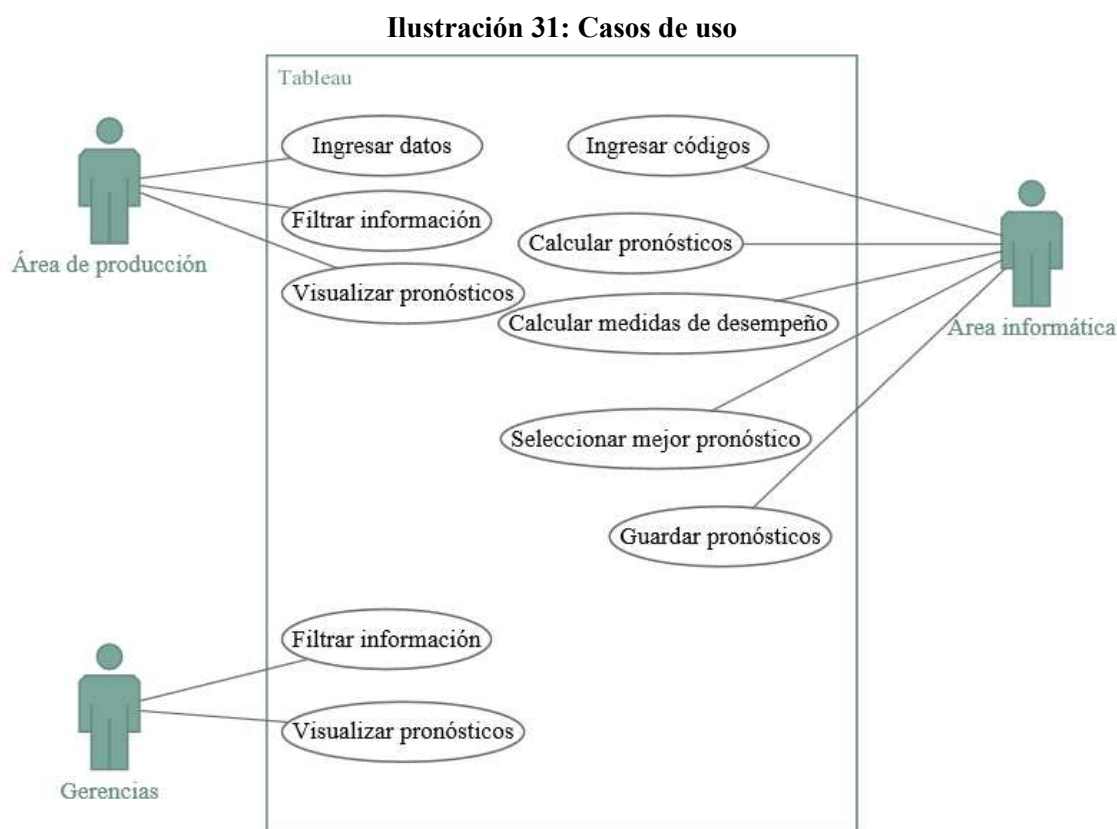 Ilustración 31: Casos de uso
Tableau
Ingresar datos
Filtrar información
Visualizar pronósticos
Área de producción
Ingresar códigos
Calcular pronósticos
Calcular medidas de desempeño
Seleccionar mejor pronóstico
Guardar pronósticos
Area informática
Filtrar información
Visualizar pronósticos
Gerencias